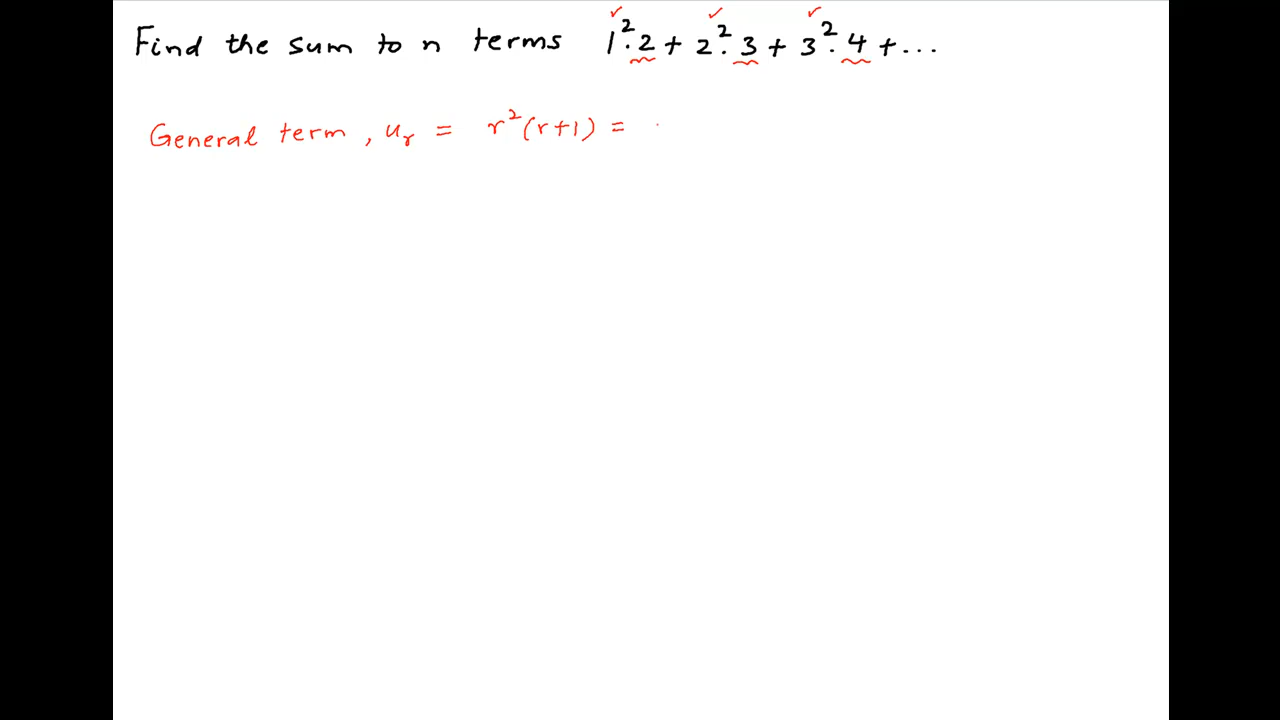 Find the sum to n terms 1².2 + 2².3 + 3².4 + ...
General term, uᵣ = r²(r+1) =